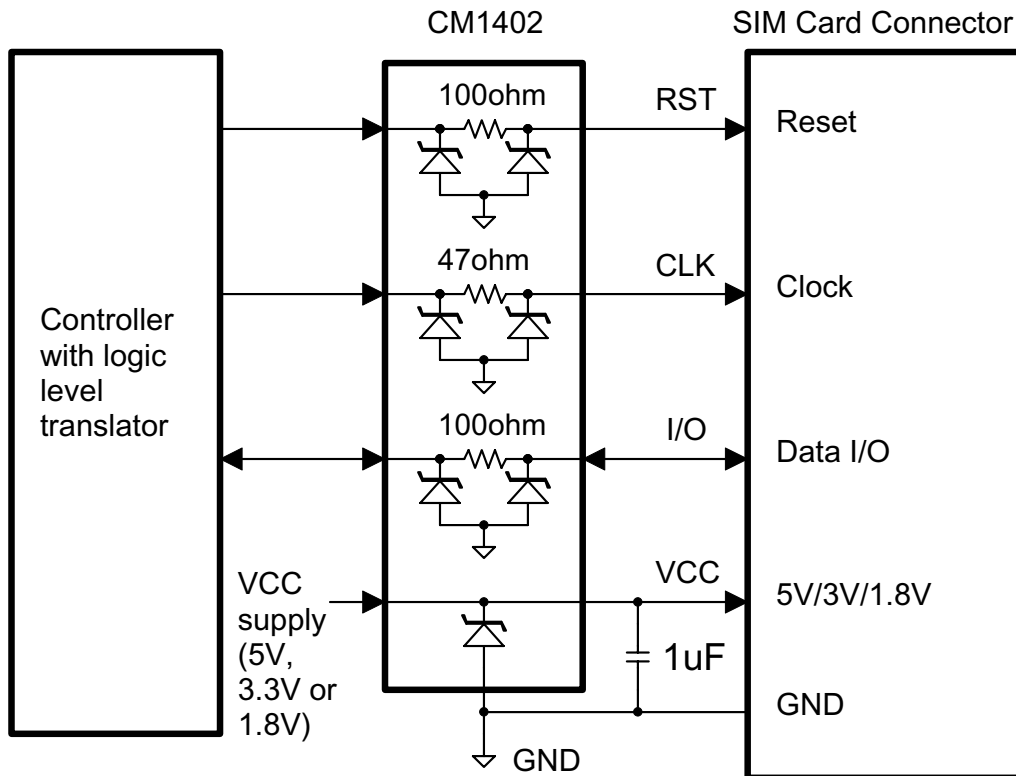 CM1402
SIM Card Connector
100ohm
RST
Reset
47ohm
CLK
Clock
Controller
with logic
level
translator
100ohm
I/O
Data I/O
VCC
supply
(5V,
3.3V or
1.8V)
VCC
5V/3V/1.8V
1uF
GND
GND